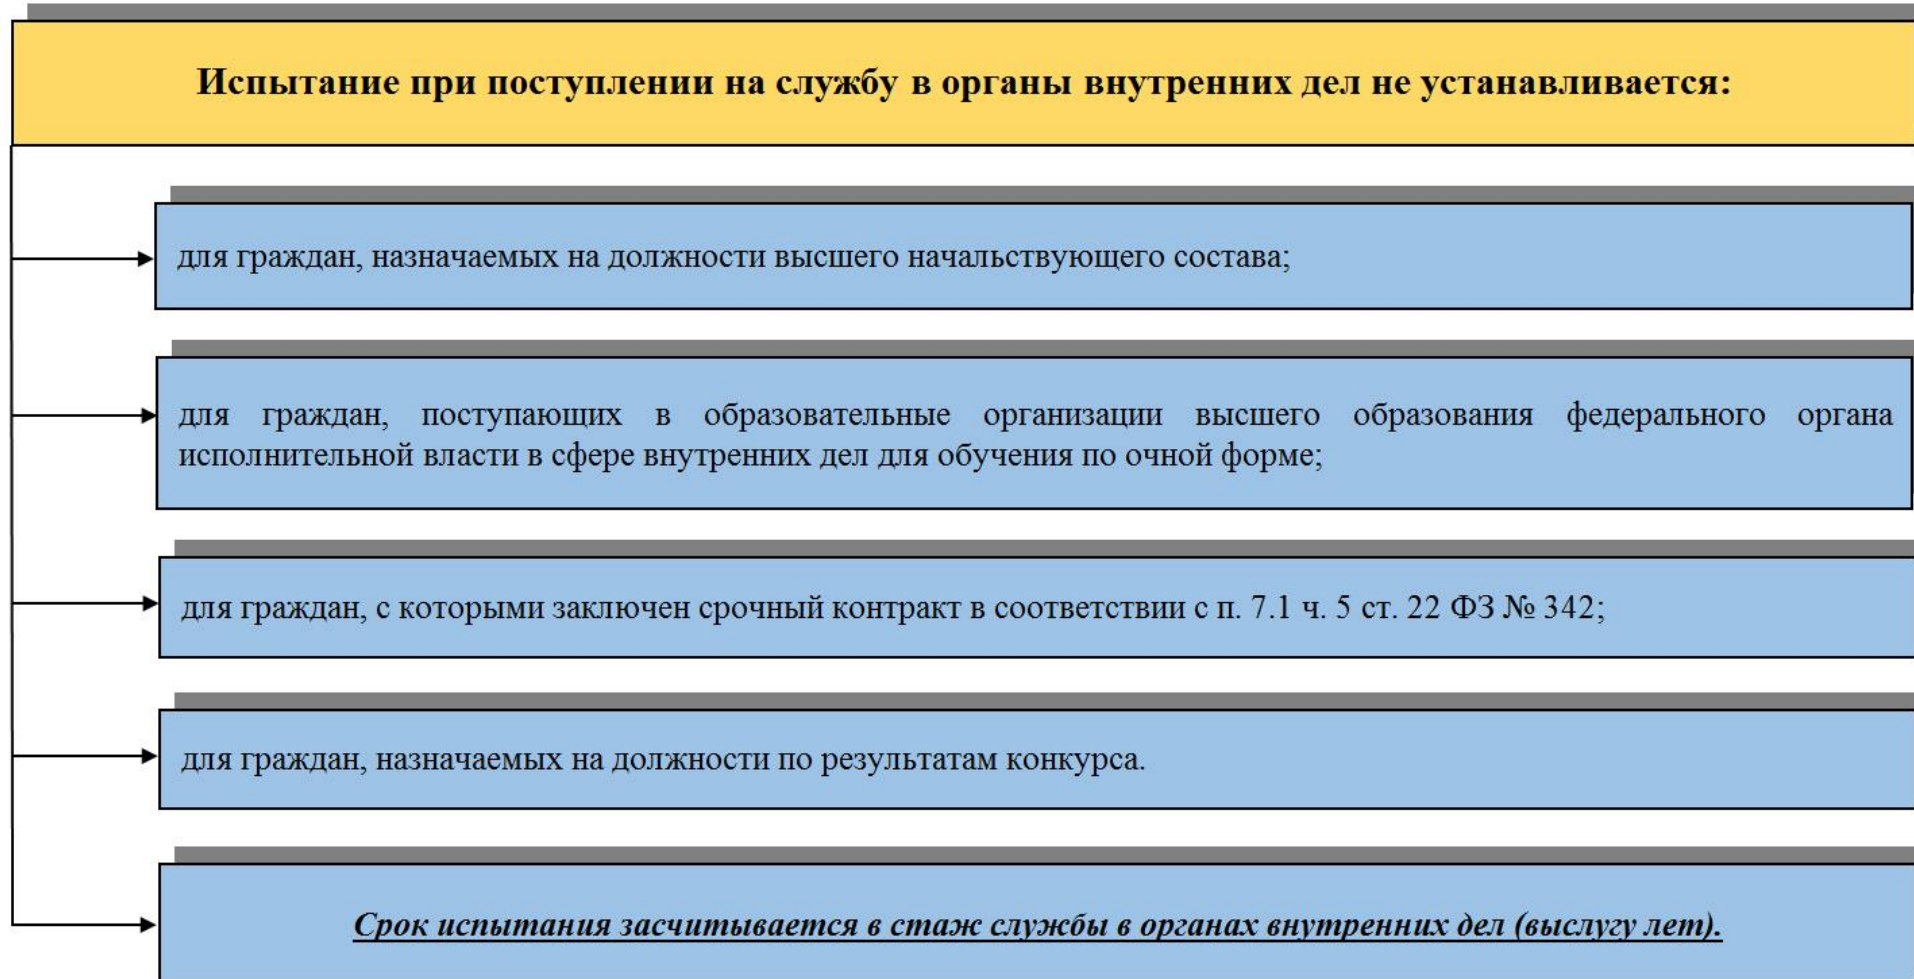 Испытание при поступлении на службу в органы внутренних дел не устанавливается:
для граждан, назначаемых на должности высшего начальствующего состава;
для граждан, поступающих в образовательные организации высшего образования федерального органа
исполнительной власти в сфере внутренних дел для обучения по очной форме;
для граждан, с которыми заключен срочный контракт в соответствии с п. 7.1 ч. 5 ст. 22 ФЗ № 342;
для граждан, назначаемых на должности по результатам конкурса.
Срок испытания засчитывается в стаж службы в органах внутренних дел (выслугу лет).